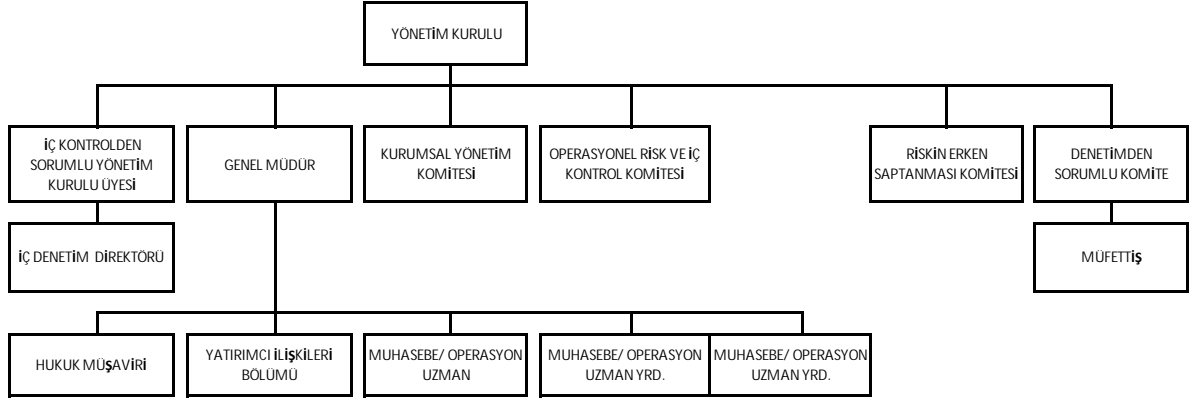 YÖNETİM KURULU
İÇ KONTROLDEN
SORUMLU YÖNETİM
KURULU ÜYESİ
GENEL MÜDÜR
KURUMSAL YÖNETİM
KOMİTESİ
OPERASYONEL RİSK VE İÇ
KONTROL KOMİTESİ
RİSKİN ERKEN
SAPTANMASI KOMİTESİ
DENETİMDEN
SORUMLU KOMİTE
İÇ DENETİM DİREKTÖRÜ
MÜFETTİŞ
HUKUK MÜŞAVİRİ
YATIRIMCI İLİŞKİLERİ
BÖLÜMÜ
MUHASEBE/ OPERASYON
UZMAN
MUHASEBE/ OPERASYON
UZMAN YRD.
MUHASEBE/ OPERASYON
UZMAN YRD.